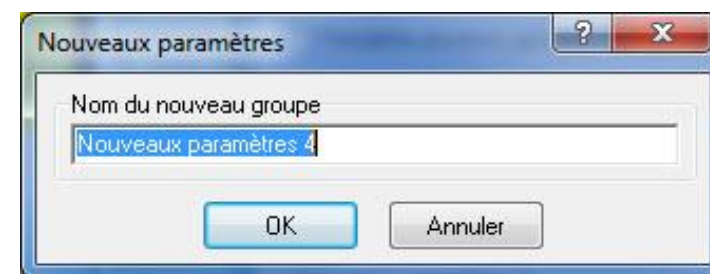 Nouveaux paramètres
Nom du nouveau groupe
Nouveaux paramètres 4
OK Annuler